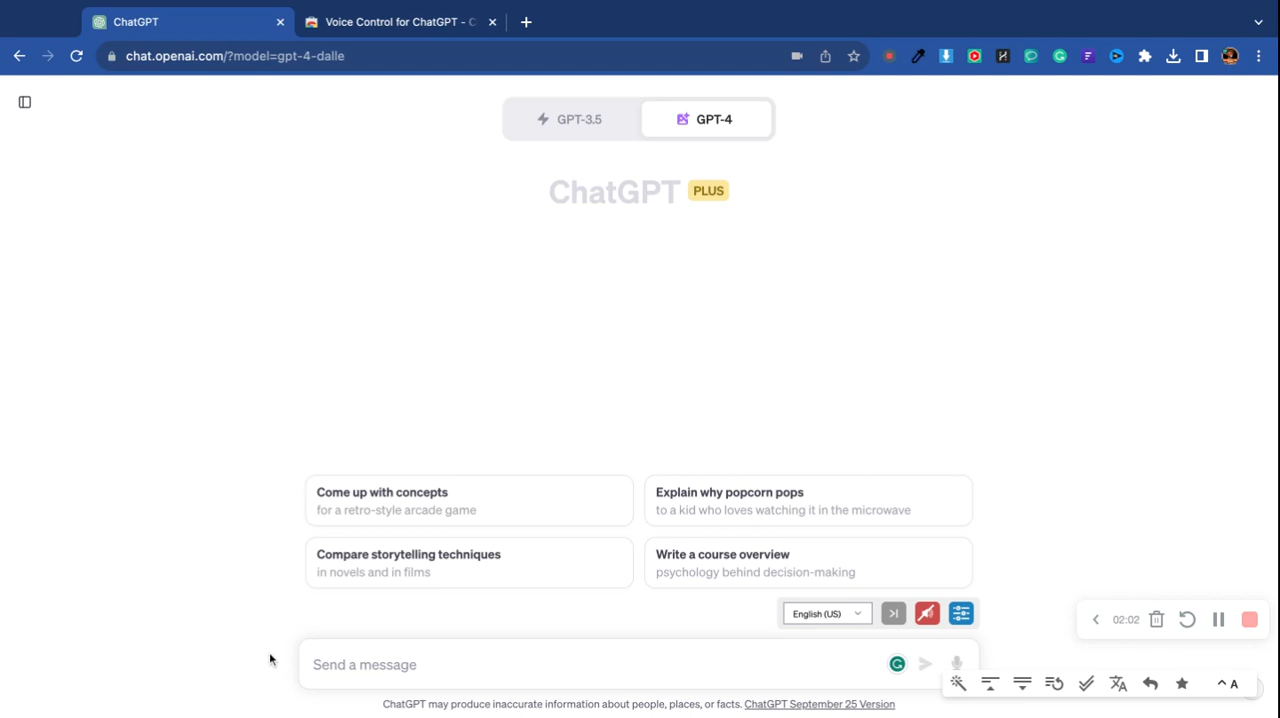 ChatGPT
Voice Control for ChatGPT - C
chat.openai.com/?model=gpt-4-dalle
GPT-3.5
GPT-4
ChatGPT PLUS
Come up with concepts
for a retro-style arcade game
Explain why popcorn pops
to a kid who loves watching it in the microwave
Compare storytelling techniques
in novels and in films
Write a course overview
psychology behind decision-making
English (US)
02:02
Send a message
A
ChatGPT may produce inaccurate information about people, places, or facts. ChatGPT September 25 Version